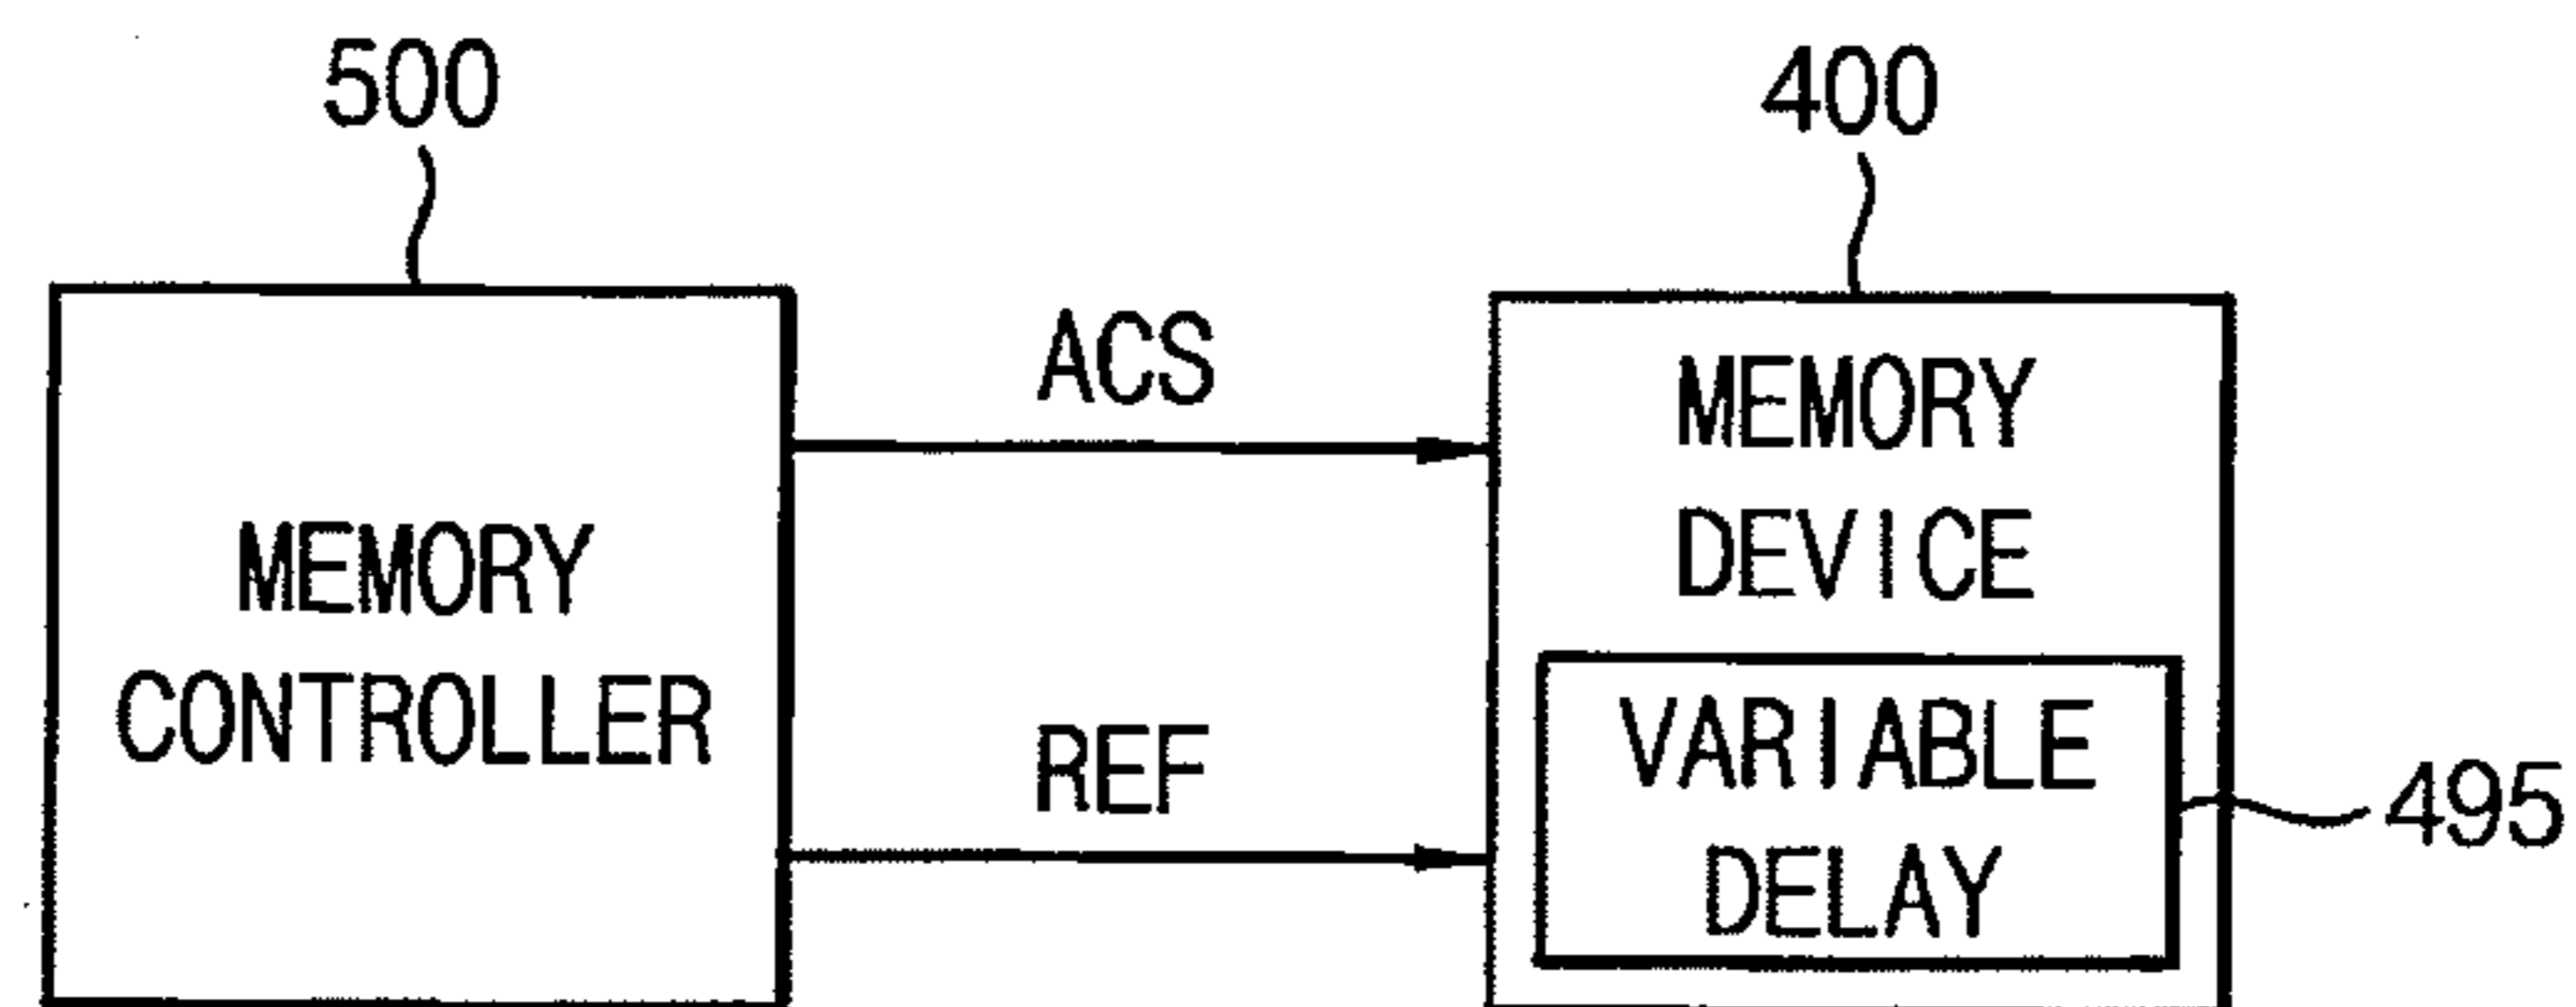 500
400
ACS
MEMORY
DEVICE
MEMORY
CONTROLLER
REF
VARIABLE
DELAY
495